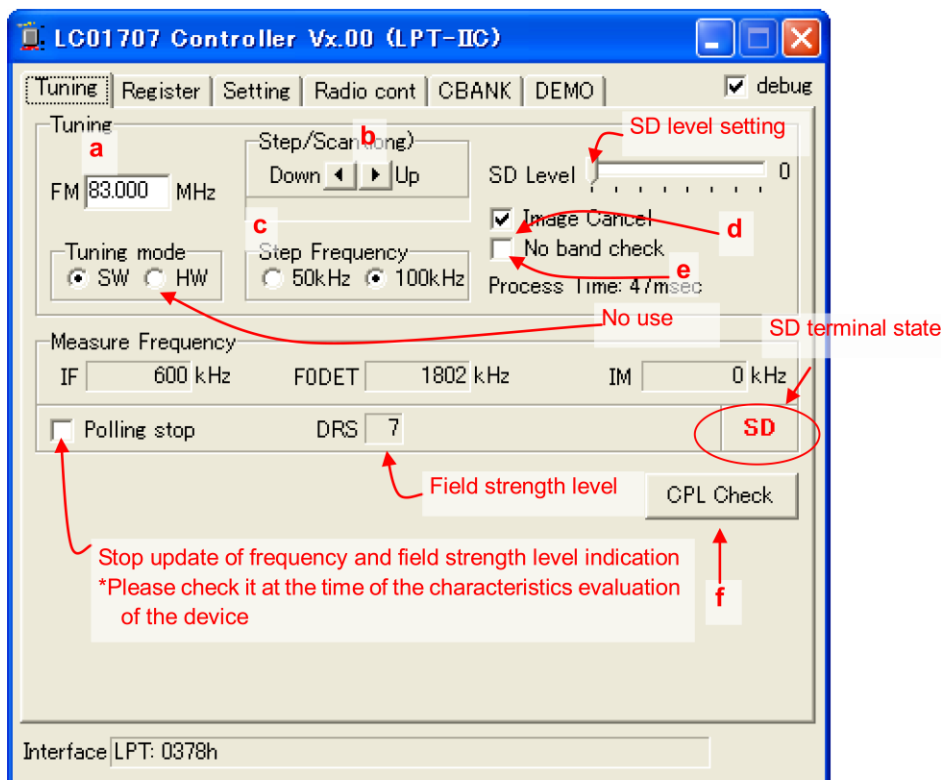 LC01707 Controller Vx.00 (LPT-IIC)
Tuning Register Setting Radio cont CBANK DEMO debug
Tuning
a
b
SD level setting
Step/Scan(long)
Down Up
SD Level 0
FM 83.000 MHz
c
Image Cancel
d
Tuning mode
Step Frequency
No band check
e
SW HW
50kHz 100kHz
Process Time: 47msec
No use
SD terminal state
Measure Frequency
IF 600 kHz F0DET 1802 kHz IM 0 kHz
Polling stop DRS 7 SD
Field strength level
CPL Check
Stop update of frequency and field strength level indication
*Please check it at the time of the characteristics evaluation
of the device
f
Interface LPT: 0378h